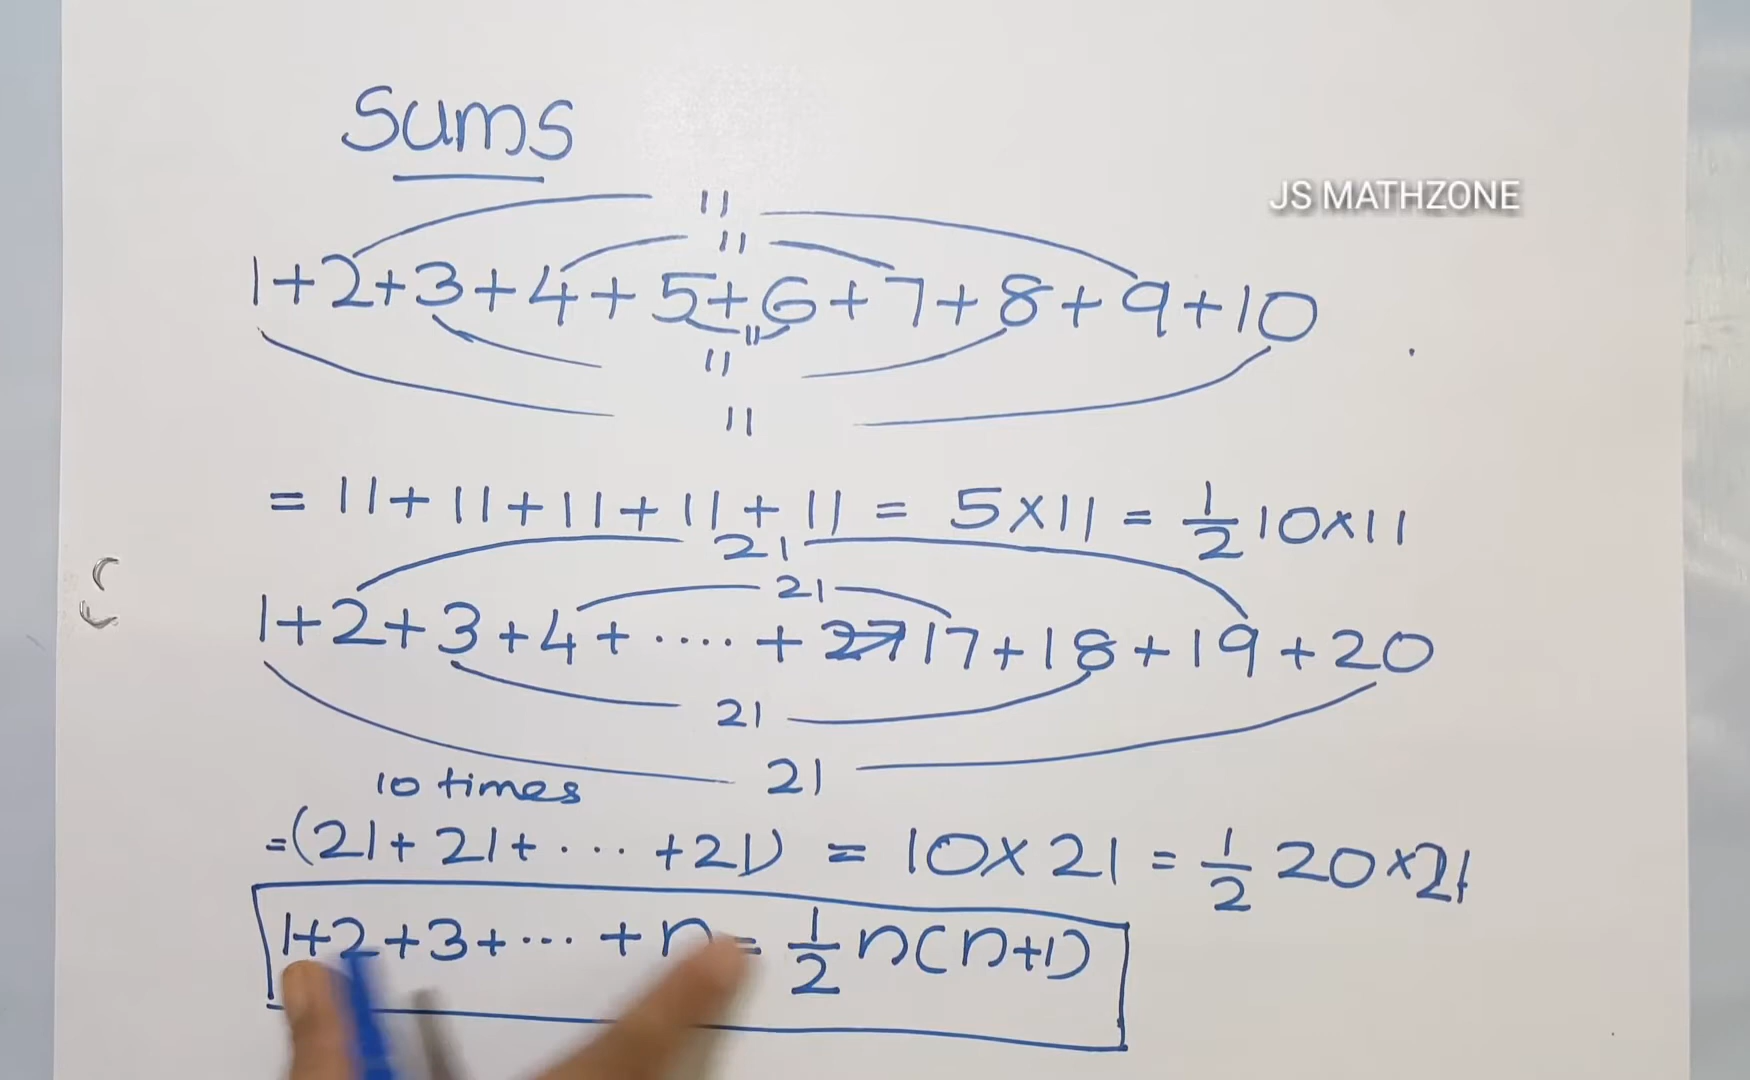 Sums
JS MATHZONE
11
11
1+2+3+4+5+6+7+8+9+10
11
11
11
= 11+11+11+11+11 = 5×11 = 1/2 10×11
21
21
1+2+3+4+ .... + 27 17+18+19+20
21
21
10 times
=(21+21+ ... +21) = 10×21 = 1/2 20×21
1+2+3+ ... +n = 1/2 n(n+1)